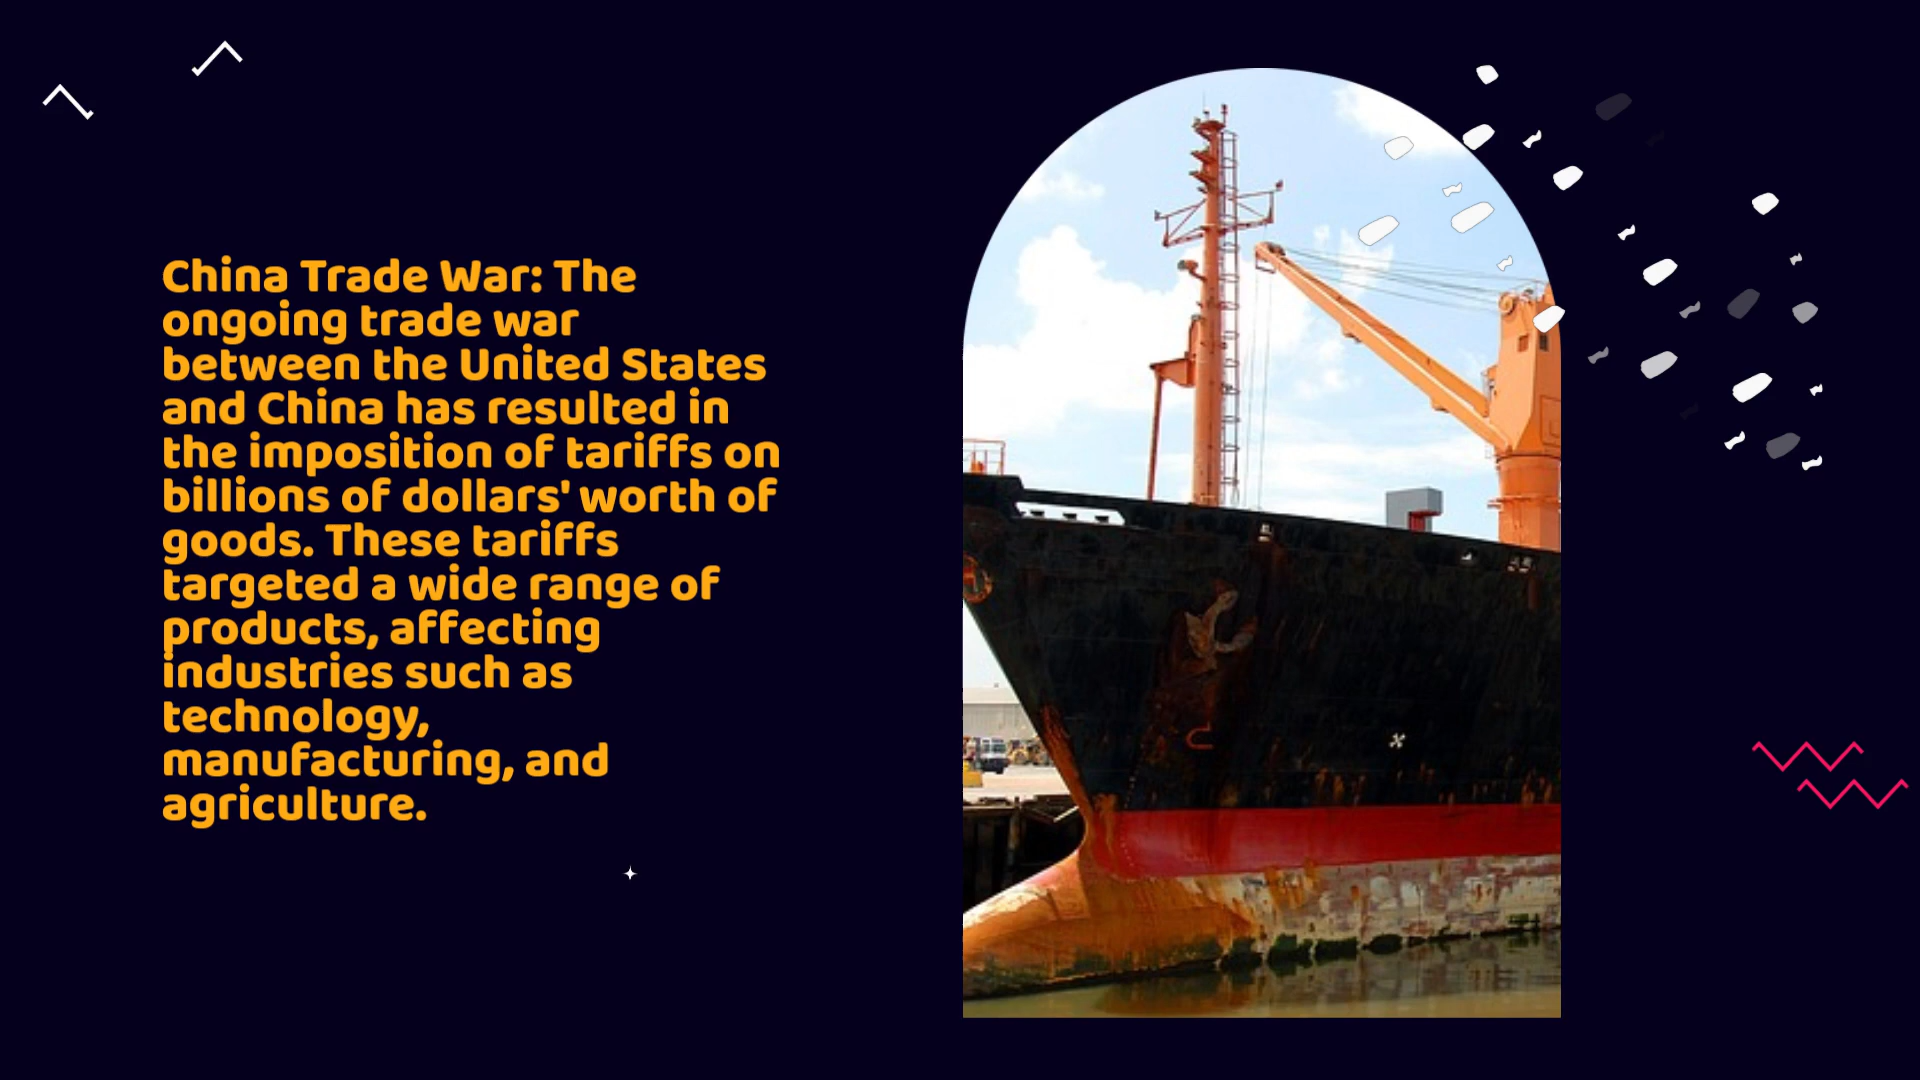 China Trade War: The
ongoing trade war
between the United States
and China has resulted in
the imposition of tariffs on
billions of dollars' worth of
goods. These tariffs
targeted a wide range of
products, affecting
industries such as
technology,
manufacturing, and
agriculture.